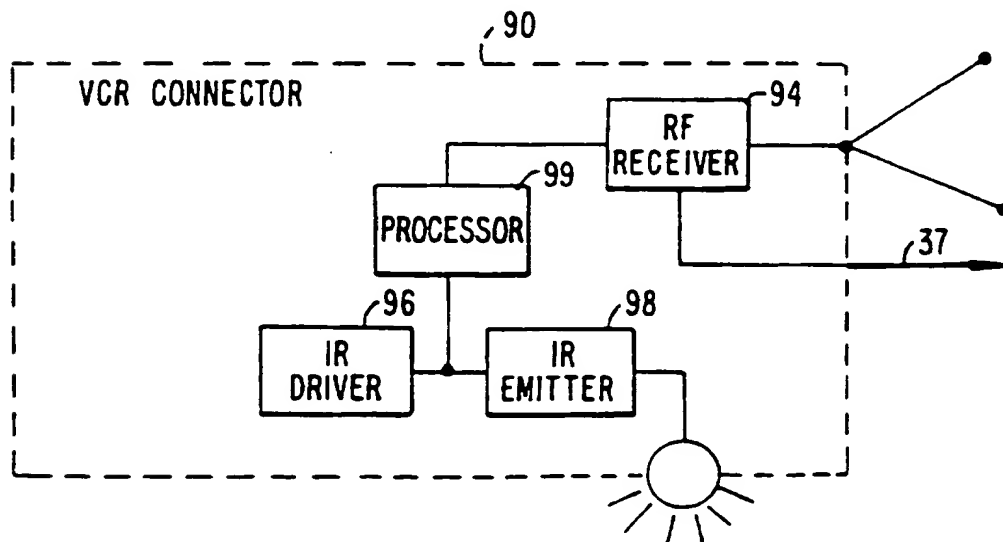 90
VCR CONNECTOR
94
RF
RECEIVER
99
PROCESSOR
37
96
IR
DRIVER
98
IR
EMITTER